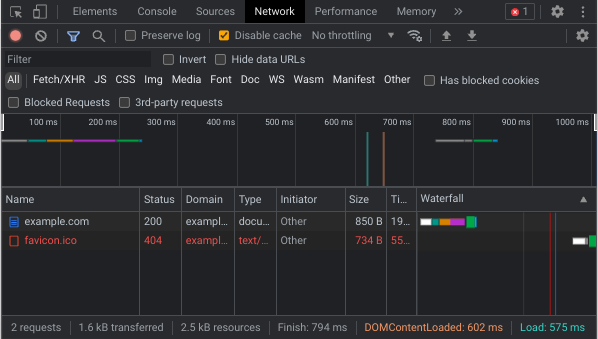 Elements Console Sources Network Performance Memory » 1
Preserve log Disable cache No throttling
Filter Invert Hide data URLs
All Fetch/XHR JS CSS Img Media Font Doc WS Wasm Manifest Other Has blocked cookies
Blocked Requests 3rd-party requests
100 ms 200 ms 300 ms 400 ms 500 ms 600 ms 700 ms 800 ms 900 ms 1000 ms
Name Status Domain Type Initiator Size Ti… Waterfall
example.com 200 exampl… docu… Other 850 B 19…
favicon.ico 404 exampl… text/… Other 734 B 55…
2 requests 1.6 kB transferred 2.5 kB resources Finish: 794 ms DOMContentLoaded: 602 ms Load: 575 ms